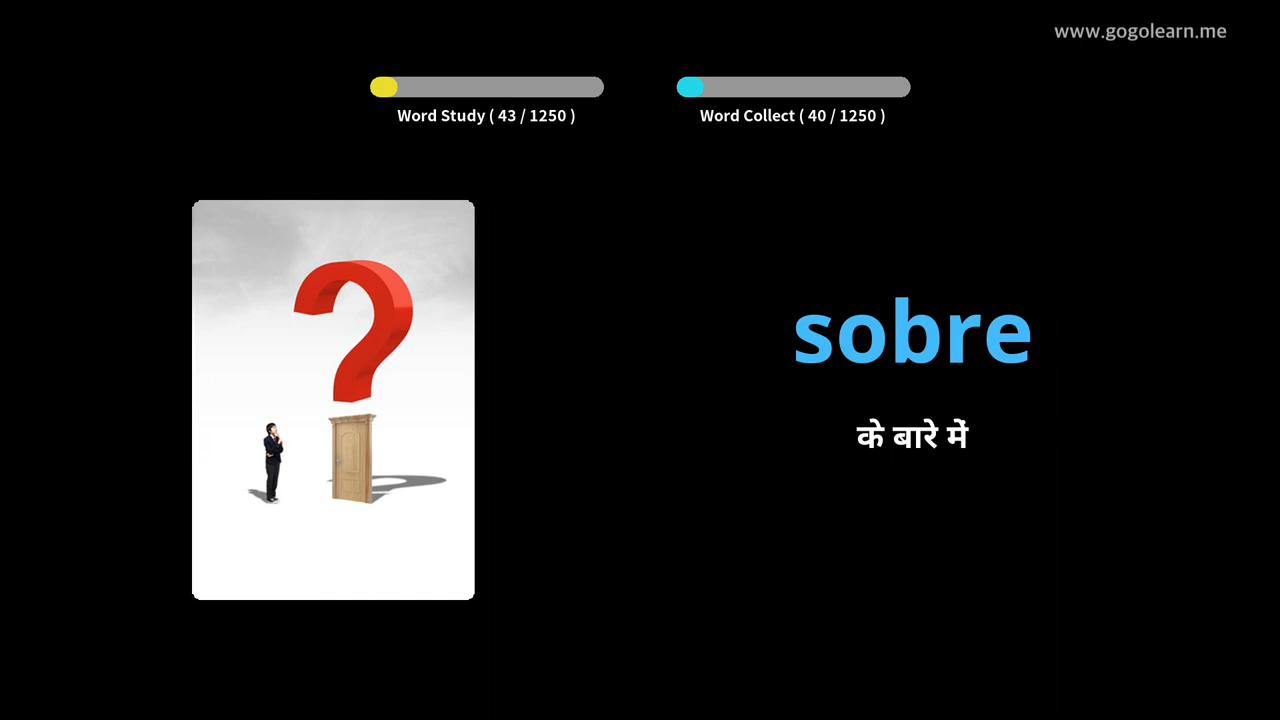 www.gogolearn.me
Word Study ( 43 / 1250 )
Word Collect ( 40 / 1250 )
sobre
के बारे में